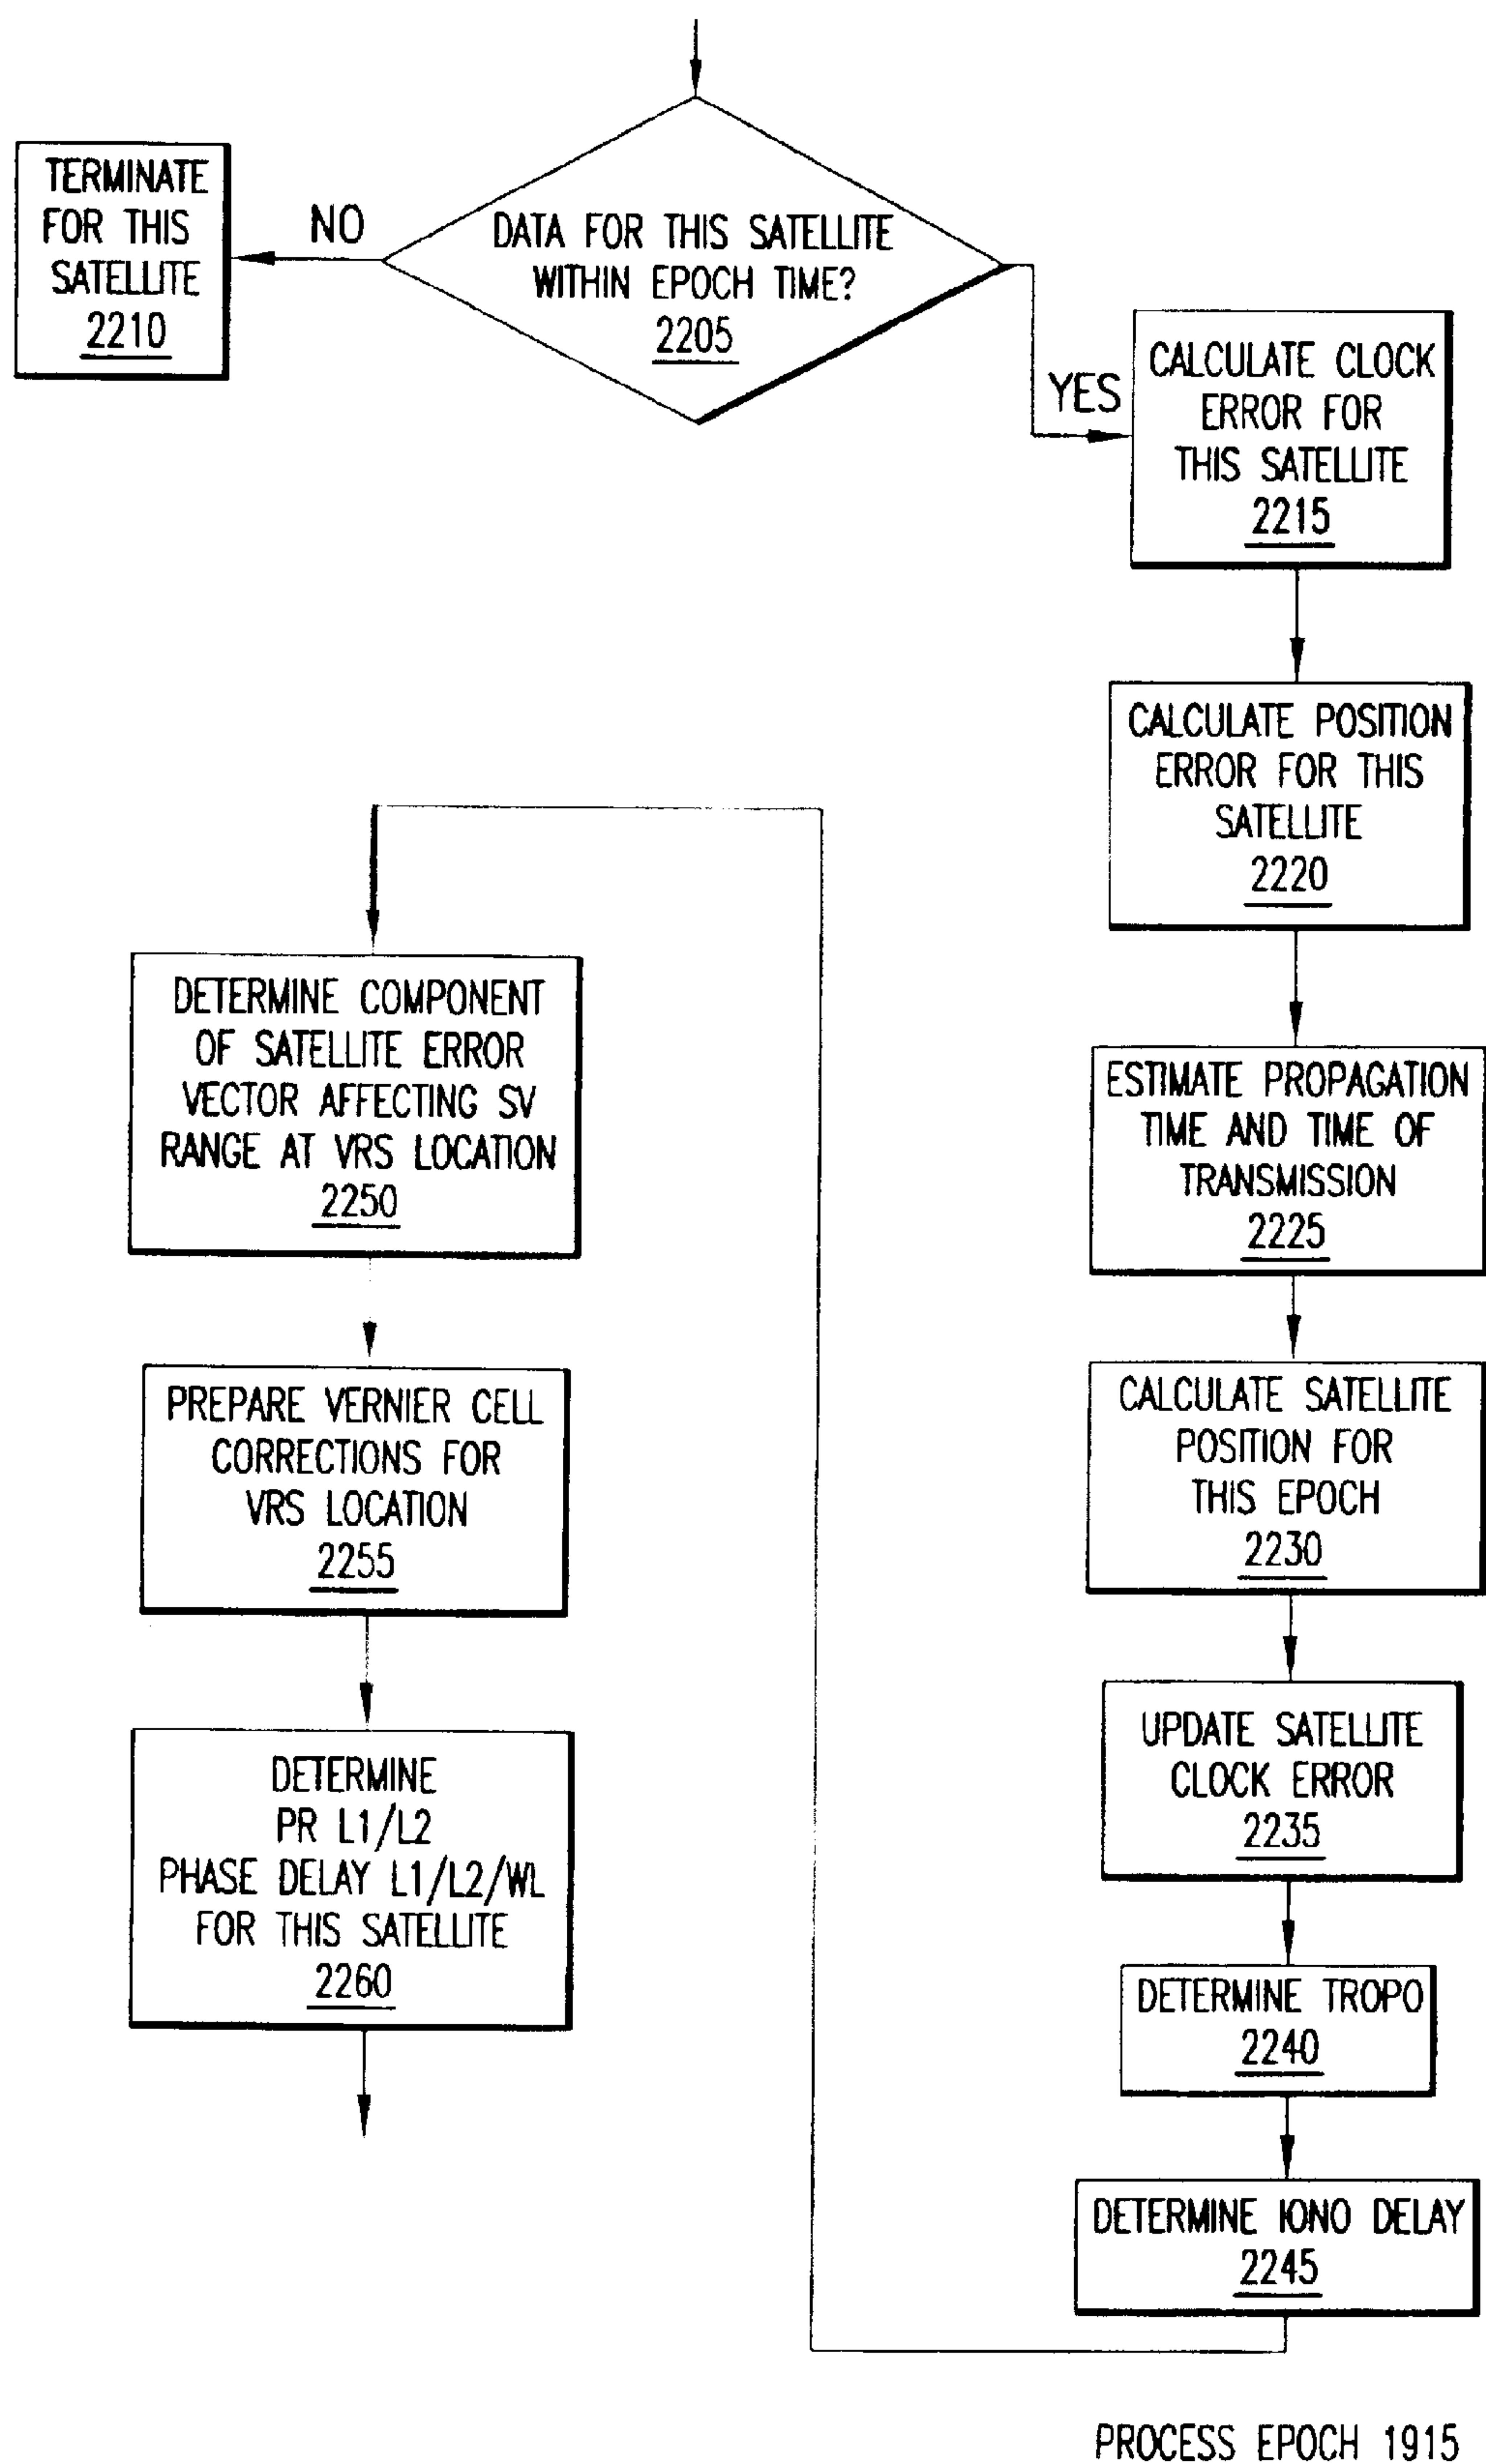 TERMINATE
FOR THIS
SATELLITE
2210
NO
DATA FOR THIS SATELLITE
WITHIN EPOCH TIME?
2205
YES
CALCULATE CLOCK
ERROR FOR
THIS SATELLITE
2215
CALCULATE POSITION
ERROR FOR THIS
SATELLITE
2220
ESTIMATE PROPAGATION
TIME AND TIME OF
TRANSMISSION
2225
CALCULATE SATELLITE
POSITION FOR
THIS EPOCH
2230
UPDATE SATELLITE
CLOCK ERROR
2235
DETERMINE TROPO
2240
DETERMINE IONO DELAY
2245
DETERMINE COMPONENT
OF SATELLITE ERROR
VECTOR AFFECTING SV
RANGE AT VRS LOCATION
2250
PREPARE VERNIER CELL
CORRECTIONS FOR
VRS LOCATION
2255
DETERMINE
PR L1/L2
PHASE DELAY L1/L2/WL
FOR THIS SATELLITE
2260
PROCESS EPOCH 1915